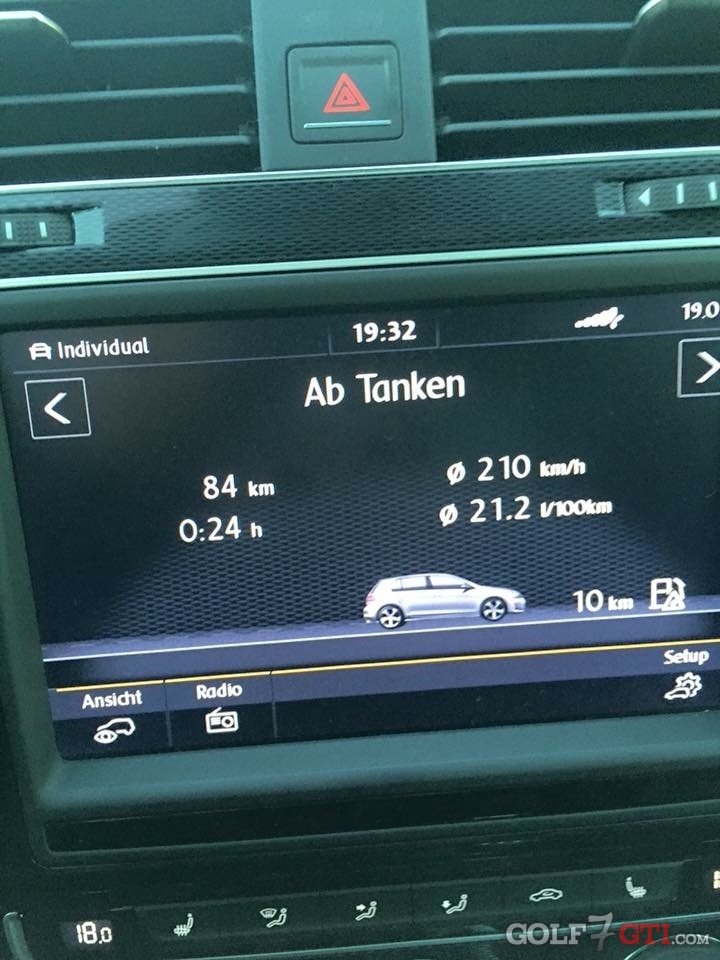 Individual 19:32 19.0
Ab Tanken
84 km ø 210 km/h
0:24 h ø 21.2 l/100km
10 km
Ansicht Radio Setup
18.0
GOLF7GTI.COM